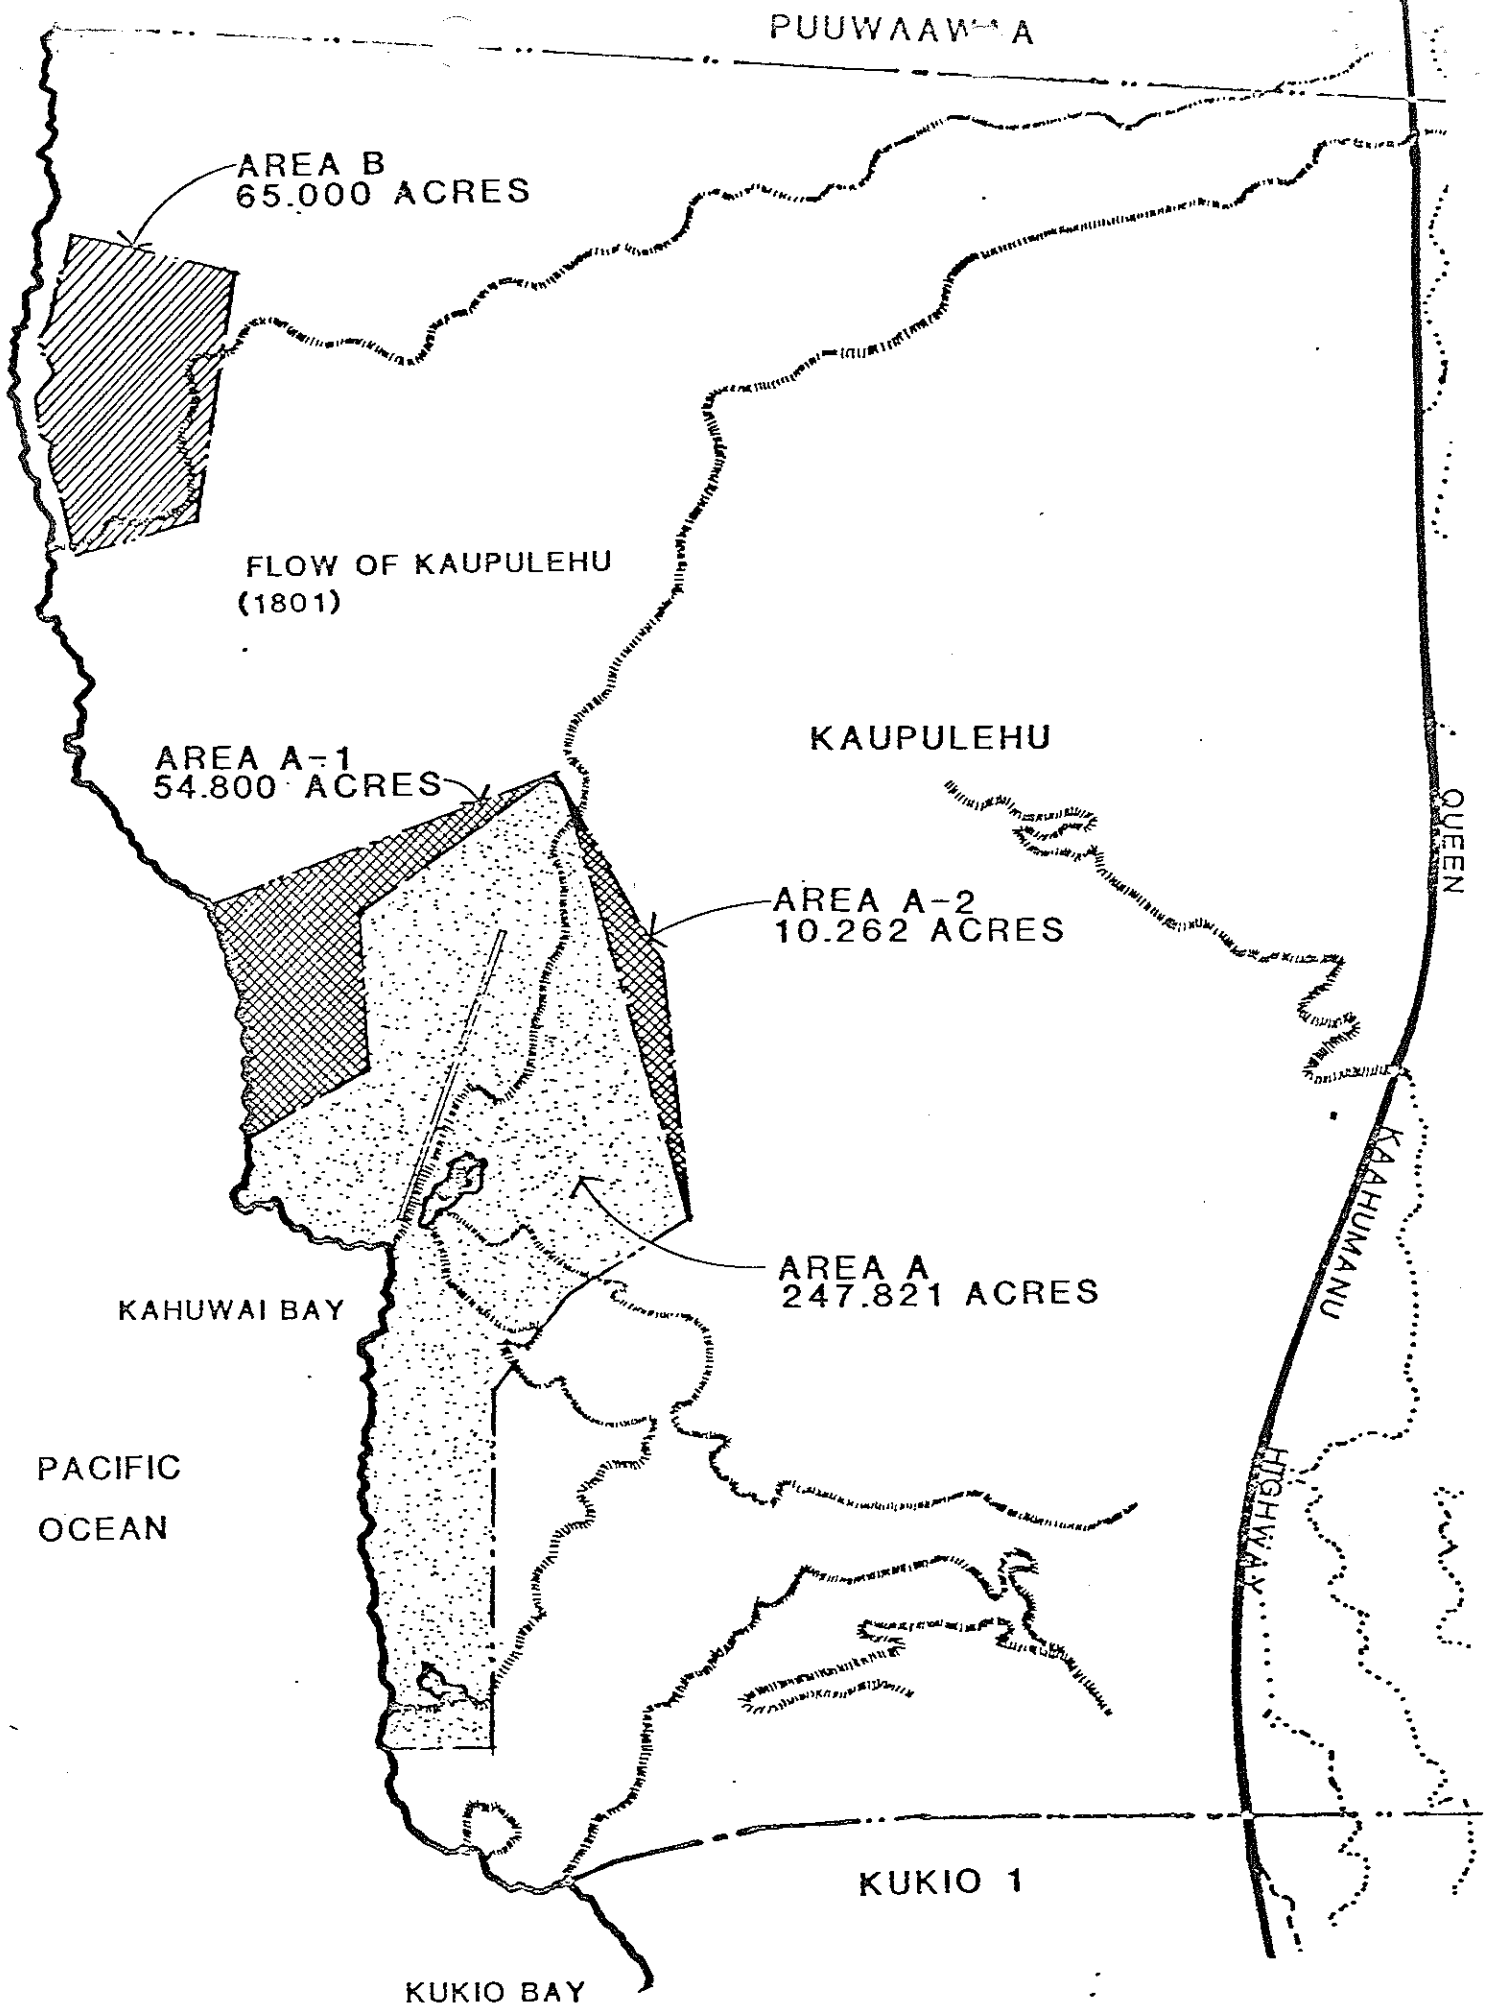 PUUWAAWAA
AREA B
65.000 ACRES
FLOW OF KAUPULEHU
(1801)
KAUPULEHU
AREA A-1
54.800 ACRES
QUEEN
AREA A-2
10.262 ACRES
KAAHUMANU
AREA A
247.821 ACRES
KAHUWAI BAY
PACIFIC
OCEAN
HIGHWAY
KUKIO 1
KUKIO BAY